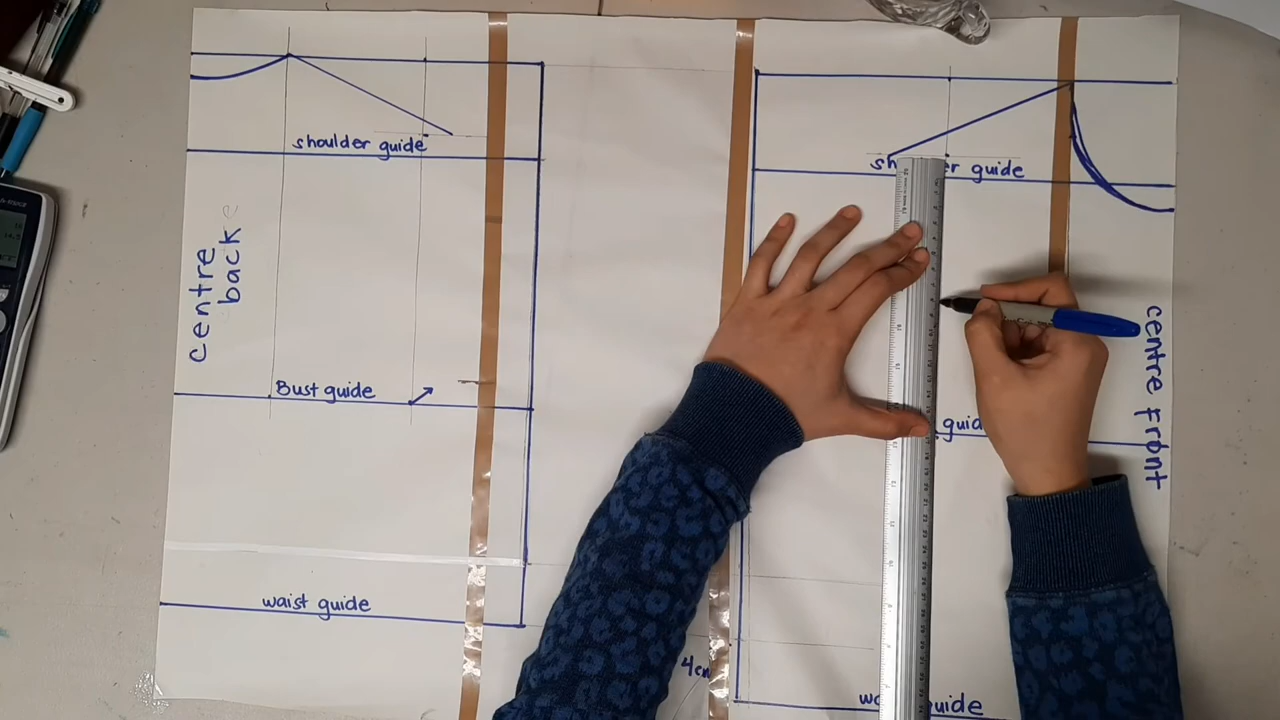 shoulder guide
centre
back
Bust guide
waist guide
guide
centre front
4cm
guide